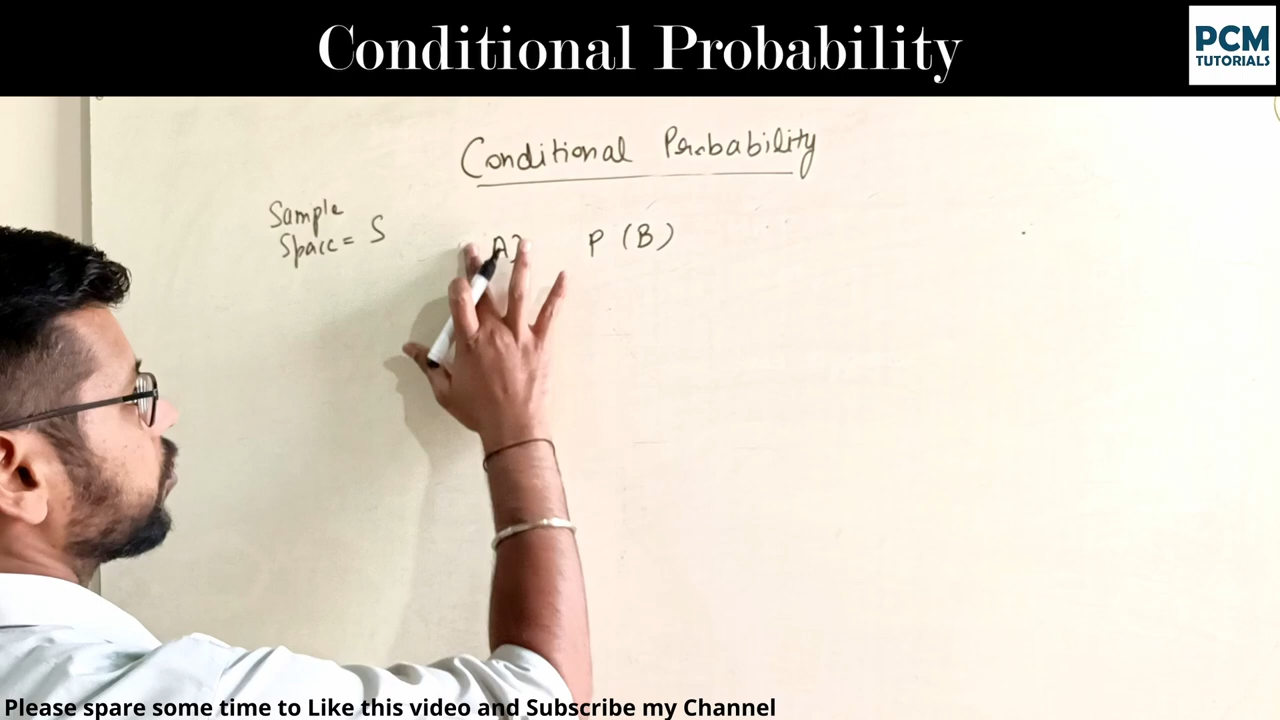 Conditional Probability
PCM
TUTORIALS
Conditional Probability
Sample
Space = S
A) P (B)
Please spare some time to Like this video and Subscribe my Channel